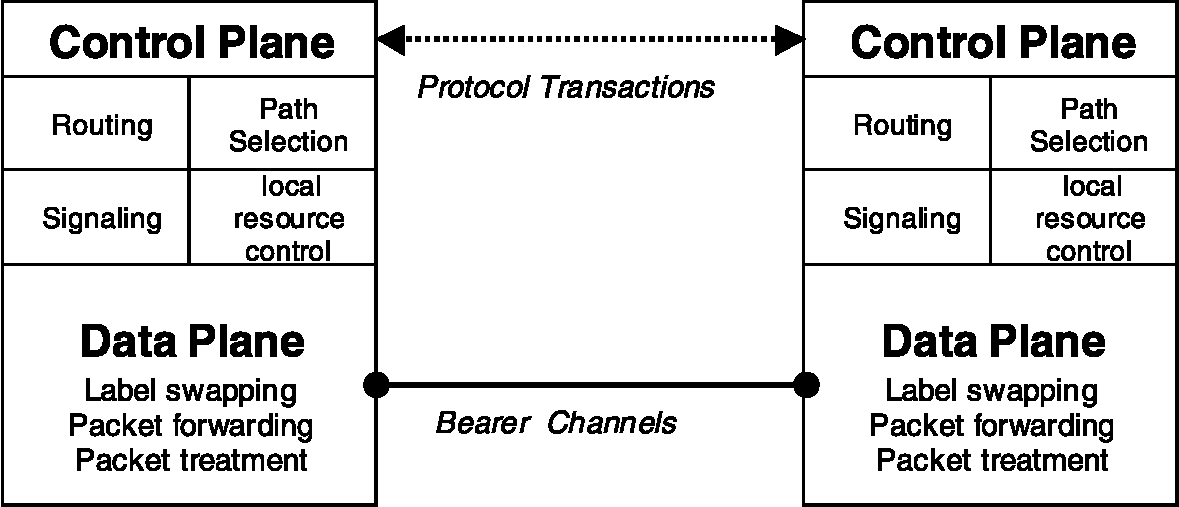 Control Plane
Routing
Path
Selection
Signaling
local
resource
control
Data Plane
Label swapping
Packet forwarding
Packet treatment
Protocol Transactions
Bearer Channels
Control Plane
Routing
Path
Selection
Signaling
local
resource
control
Data Plane
Label swapping
Packet forwarding
Packet treatment